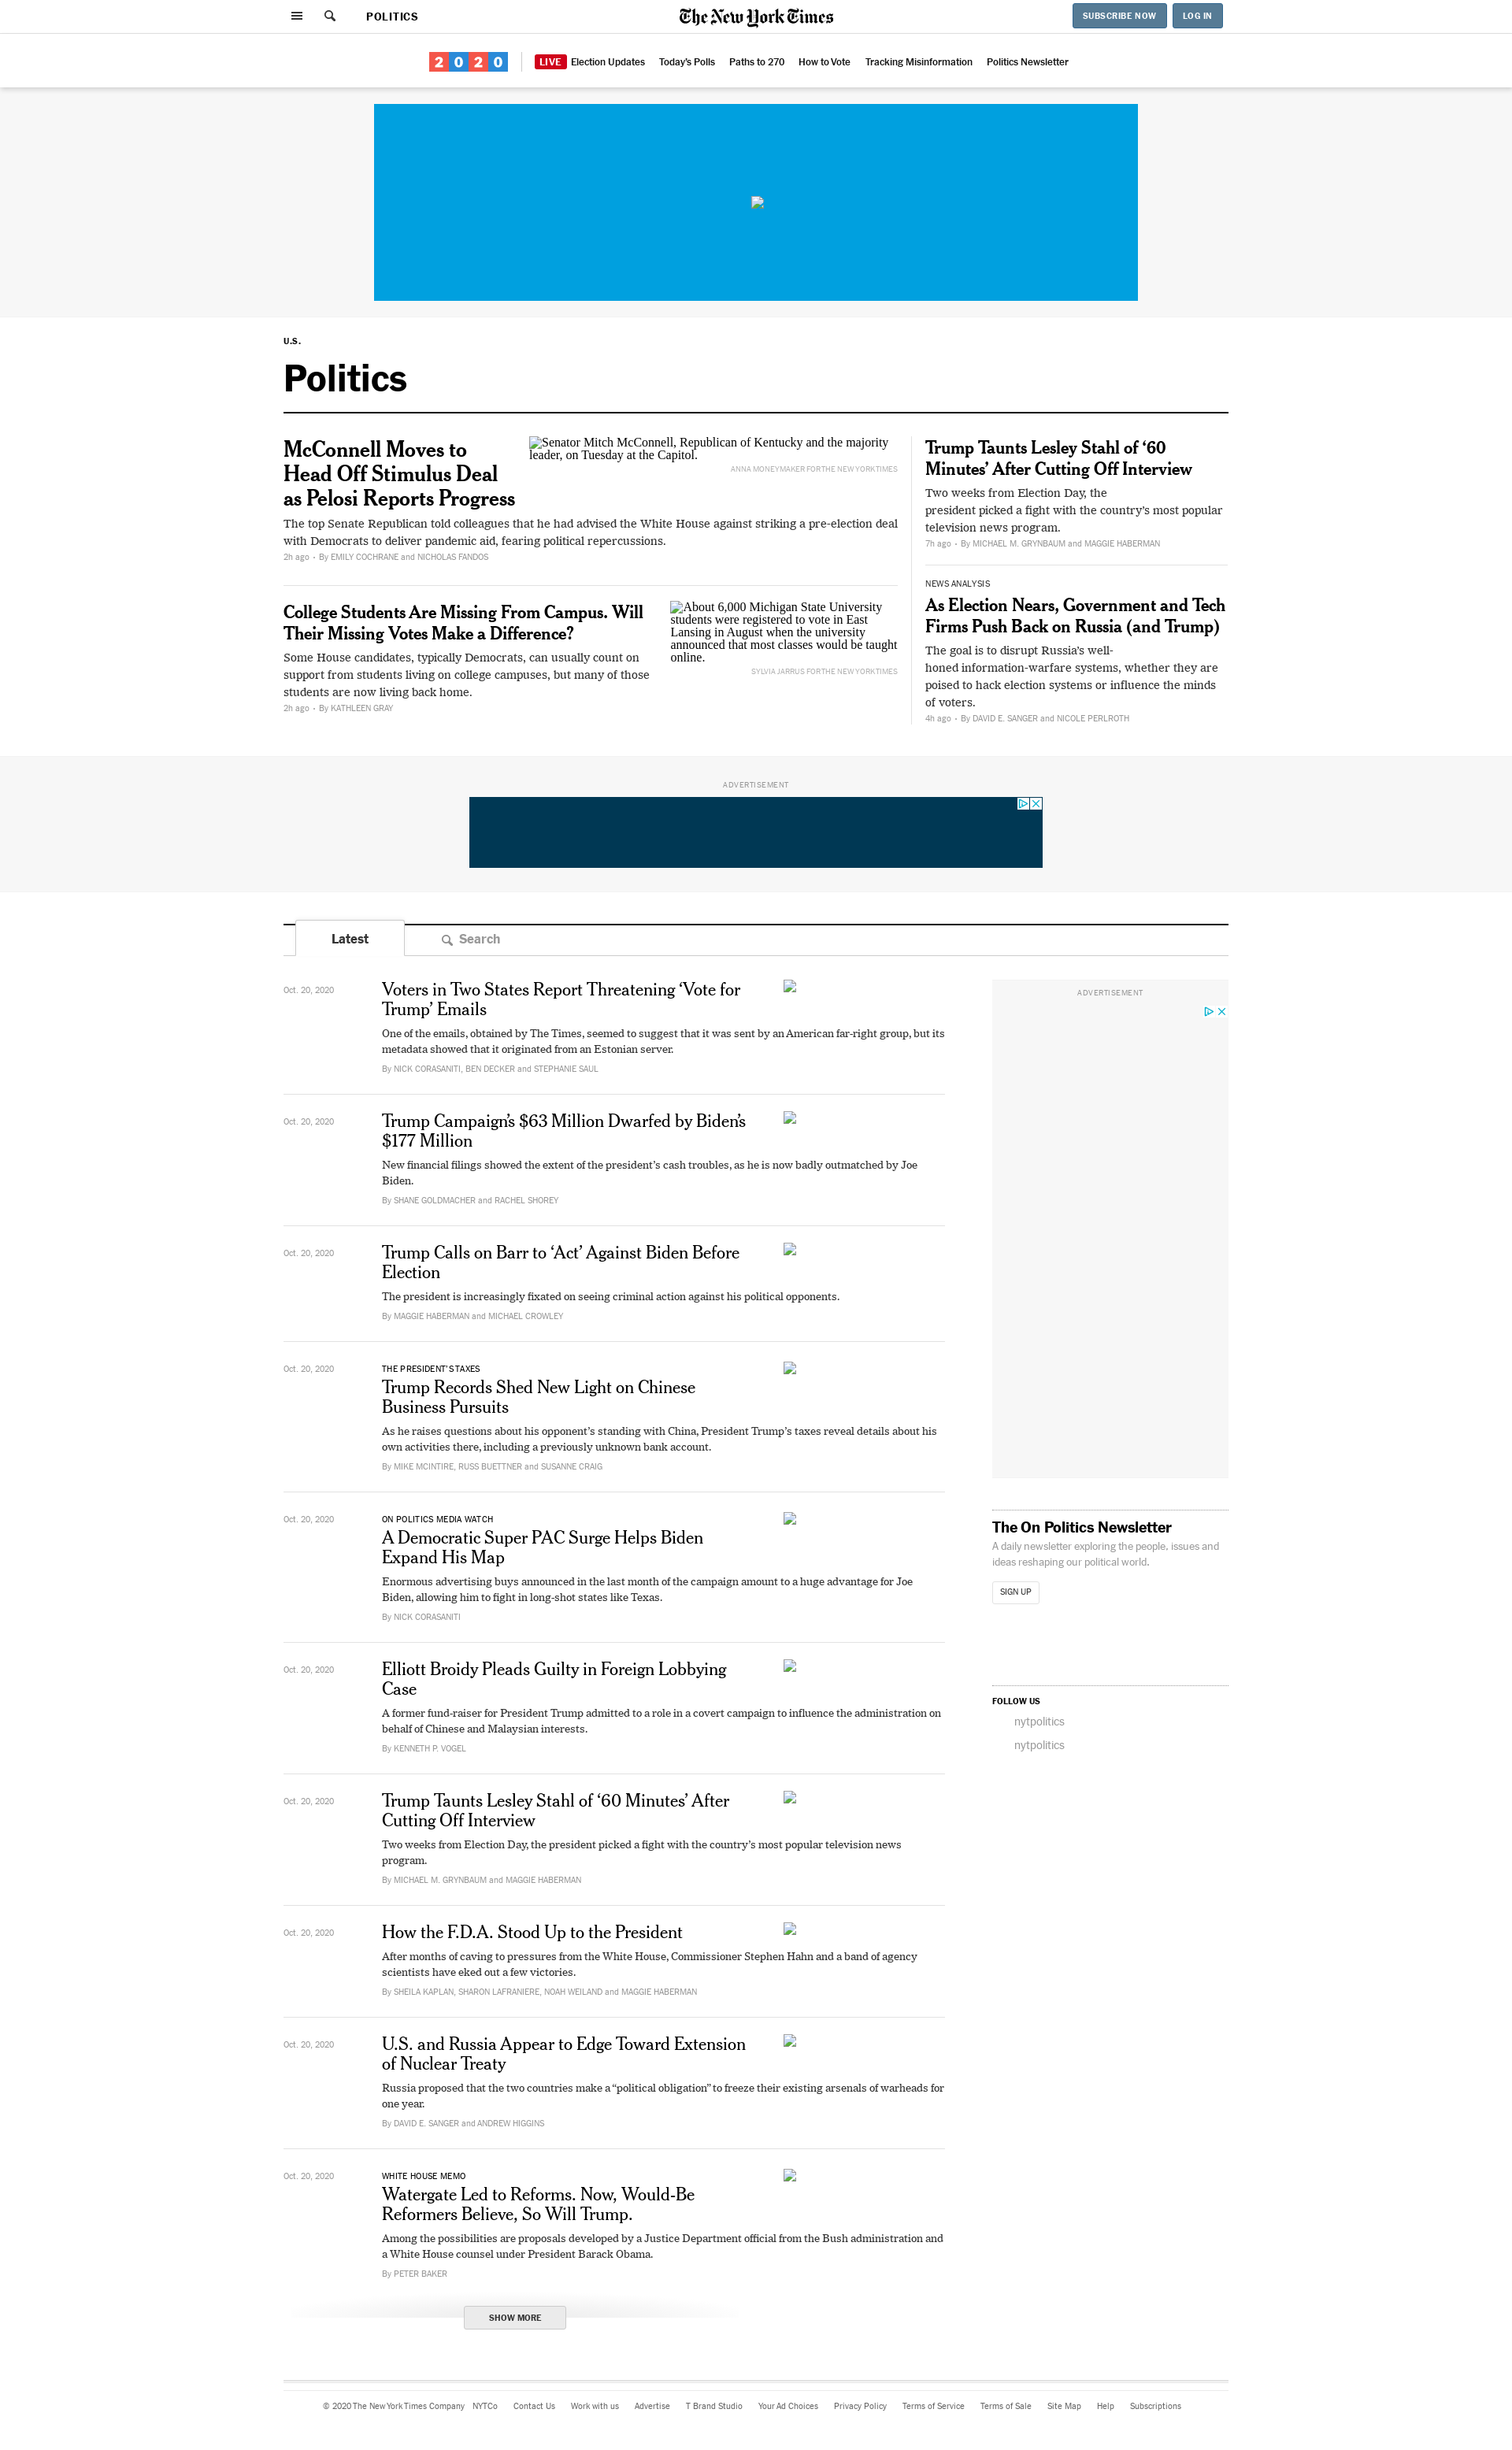 POLITICS
The New York Times
SUBSCRIBE NOW
LOG IN
2020
LIVE Election Updates
Today's Polls
Paths to 270
How to Vote
Tracking Misinformation
Politics Newsletter
U.S.
Politics
McConnell Moves to
Head Off Stimulus Deal
as Pelosi Reports Progress
Senator Mitch McConnell, Republican of Kentucky and the majority
leader, on Tuesday at the Capitol.
ANNA MONEYMAKER FOR THE NEW YORK TIMES
The top Senate Republican told colleagues that he had advised the White House against striking a pre-election deal
with Democrats to deliver pandemic aid, fearing political repercussions.
2h ago • By EMILY COCHRANE and NICHOLAS FANDOS
College Students Are Missing From Campus. Will
Their Missing Votes Make a Difference?
Some House candidates, typically Democrats, can usually count on
support from students living on college campuses, but many of those
students are now living back home.
2h ago • By KATHLEEN GRAY
About 6,000 Michigan State University
students were registered to vote in East
Lansing in August when the university
announced that most classes would be taught
online.
SYLVIA JARRUS FOR THE NEW YORK TIMES
Trump Taunts Lesley Stahl of ‘60
Minutes’ After Cutting Off Interview
Two weeks from Election Day, the
president picked a fight with the country’s most popular
television news program.
7h ago • By MICHAEL M. GRYNBAUM and MAGGIE HABERMAN
NEWS ANALYSIS
As Election Nears, Government and Tech
Firms Push Back on Russia (and Trump)
The goal is to disrupt Russia’s well-
honed information-warfare systems, whether they are
poised to hack election systems or influence the minds
of voters.
4h ago • By DAVID E. SANGER and NICOLE PERLROTH
ADVERTISEMENT
Latest
Search
Oct. 20, 2020
Voters in Two States Report Threatening ‘Vote for
Trump’ Emails
One of the emails, obtained by The Times, seemed to suggest that it was sent by an American far-right group, but its
metadata showed that it originated from an Estonian server.
By NICK CORASANITI, BEN DECKER and STEPHANIE SAUL
Oct. 20, 2020
Trump Campaign’s $63 Million Dwarfed by Biden’s
$177 Million
New financial filings showed the extent of the president’s cash troubles, as he is now badly outmatched by Joe
Biden.
By SHANE GOLDMACHER and RACHEL SHOREY
Oct. 20, 2020
Trump Calls on Barr to ‘Act’ Against Biden Before
Election
The president is increasingly fixated on seeing criminal action against his political opponents.
By MAGGIE HABERMAN and MICHAEL CROWLEY
Oct. 20, 2020
THE PRESIDENT’S TAXES
Trump Records Shed New Light on Chinese
Business Pursuits
As he raises questions about his opponent’s standing with China, President Trump’s taxes reveal details about his
own activities there, including a previously unknown bank account.
By MIKE MCINTIRE, RUSS BUETTNER and SUSANNE CRAIG
Oct. 20, 2020
ON POLITICS MEDIA WATCH
A Democratic Super PAC Surge Helps Biden
Expand His Map
Enormous advertising buys announced in the last month of the campaign amount to a huge advantage for Joe
Biden, allowing him to fight in long-shot states like Texas.
By NICK CORASANITI
Oct. 20, 2020
Elliott Broidy Pleads Guilty in Foreign Lobbying
Case
A former fund-raiser for President Trump admitted to a role in a covert campaign to influence the administration on
behalf of Chinese and Malaysian interests.
By KENNETH P. VOGEL
Oct. 20, 2020
Trump Taunts Lesley Stahl of ‘60 Minutes’ After
Cutting Off Interview
Two weeks from Election Day, the president picked a fight with the country’s most popular television news
program.
By MICHAEL M. GRYNBAUM and MAGGIE HABERMAN
Oct. 20, 2020
How the F.D.A. Stood Up to the President
After months of caving to pressures from the White House, Commissioner Stephen Hahn and a band of agency
scientists have eked out a few victories.
By SHEILA KAPLAN, SHARON LAFRANIERE, NOAH WEILAND and MAGGIE HABERMAN
Oct. 20, 2020
U.S. and Russia Appear to Edge Toward Extension
of Nuclear Treaty
Russia proposed that the two countries make a “political obligation” to freeze their existing arsenals of warheads for
one year.
By DAVID E. SANGER and ANDREW HIGGINS
Oct. 20, 2020
WHITE HOUSE MEMO
Watergate Led to Reforms. Now, Would-Be
Reformers Believe, So Will Trump.
Among the possibilities are proposals developed by a Justice Department official from the Bush administration and
a White House counsel under President Barack Obama.
By PETER BAKER
SHOW MORE
ADVERTISEMENT
The On Politics Newsletter
A daily newsletter exploring the people, issues and
ideas reshaping our political world.
SIGN UP
FOLLOW US
nytpolitics
nytpolitics
© 2020 The New York Times Company
NYTCo
Contact Us
Work with us
Advertise
T Brand Studio
Your Ad Choices
Privacy Policy
Terms of Service
Terms of Sale
Site Map
Help
Subscriptions